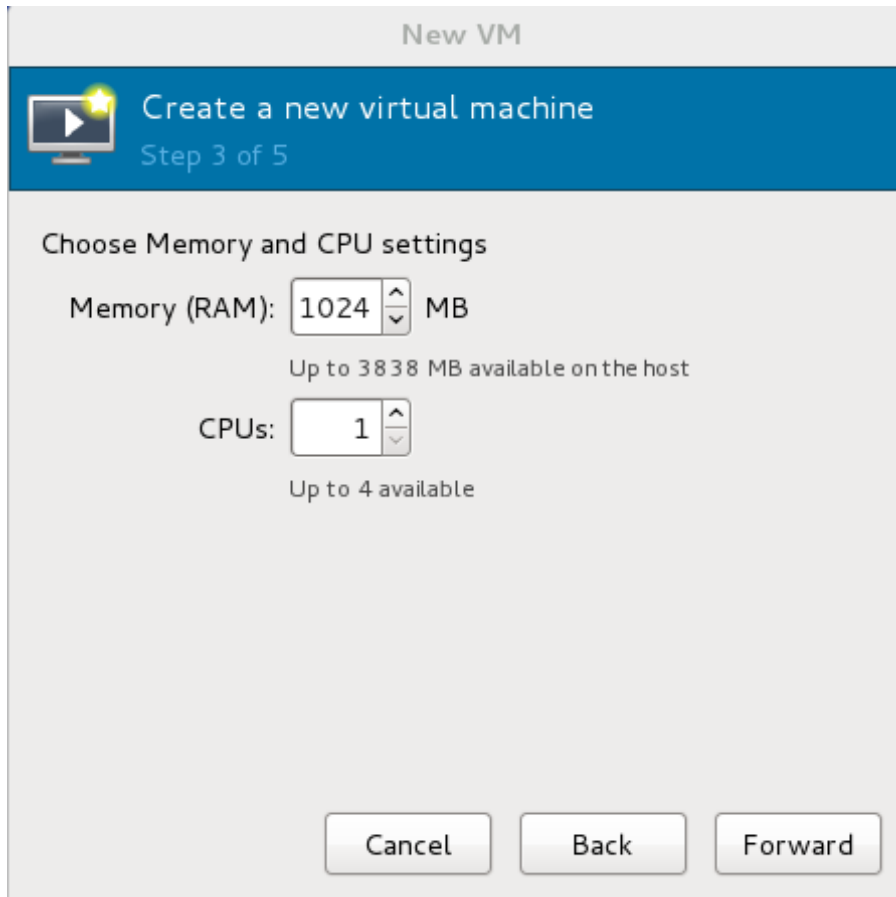 New VM
Create a new virtual machine
Step 3 of 5
Choose Memory and CPU settings
Memory (RAM): 1024 MB
Up to 3838 MB available on the host
CPUs: 1
Up to 4 available
Cancel Back Forward